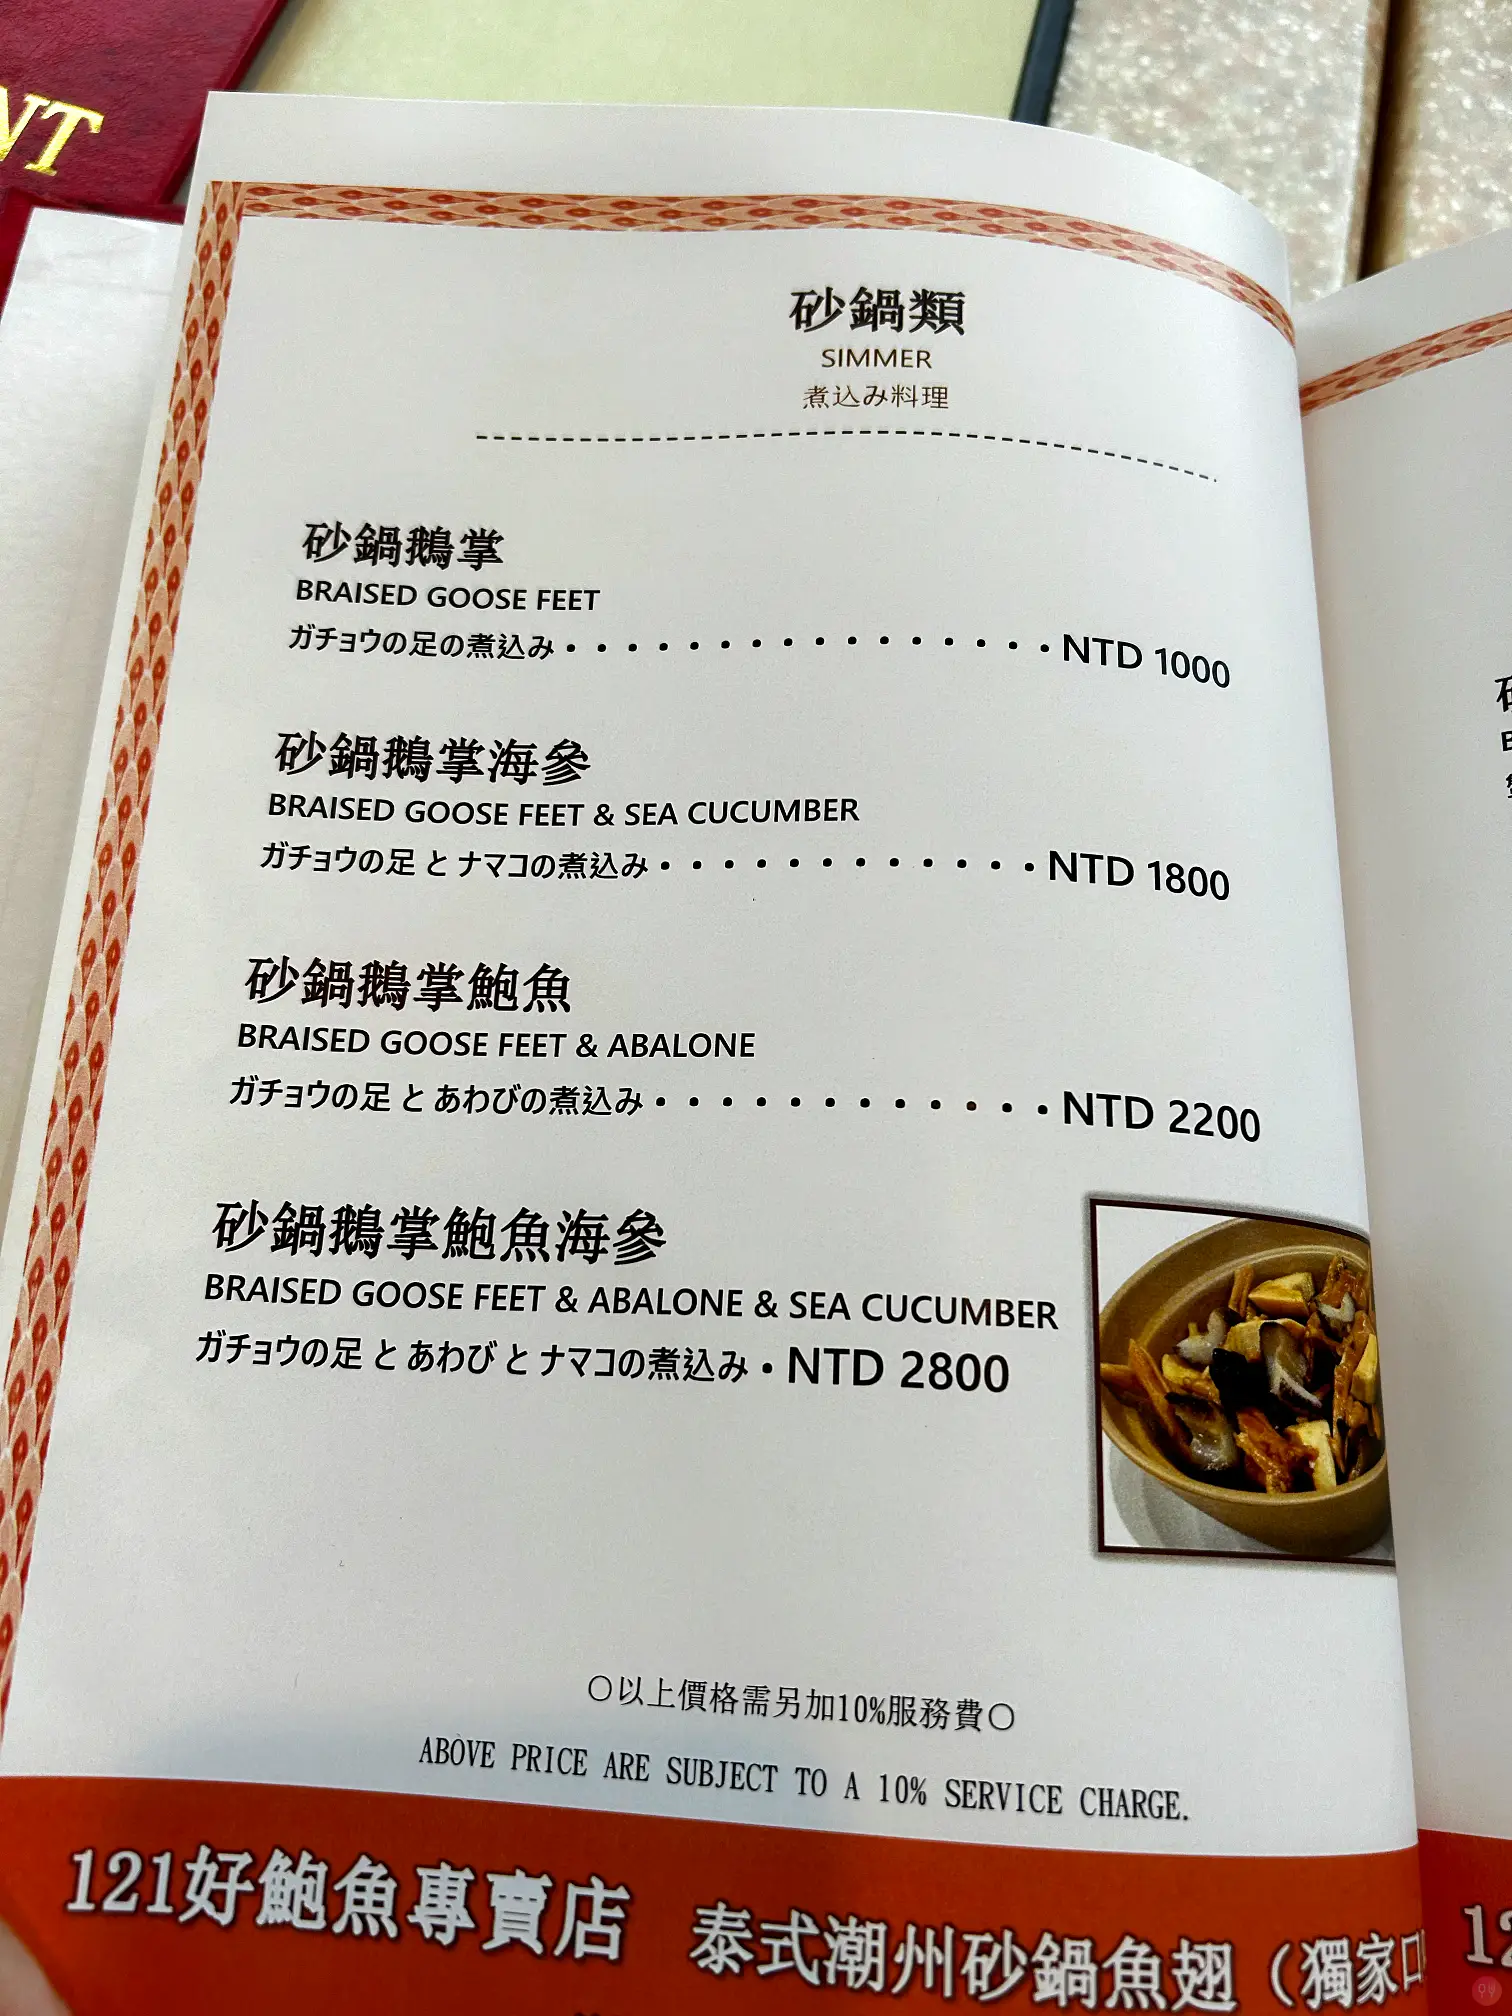 NT
砂鍋類
SIMMER
煮込み料理
砂鍋鵝掌
BRAISED GOOSE FEET
ガチョウの足の煮込み・・・・・・・・・・・・・・・・NTD 1000
砂鍋鵝掌海參
BRAISED GOOSE FEET & SEA CUCUMBER
ガチョウの足 と ナマコの煮込み・・・・・・・・・・・・NTD 1800
砂鍋鵝掌鮑魚
BRAISED GOOSE FEET & ABALONE
ガチョウの足 と あわびの煮込み・・・・・・・・・・・・NTD 2200
砂鍋鵝掌鮑魚海參
BRAISED GOOSE FEET & ABALONE & SEA CUCUMBER
ガチョウの足 と あわび と ナマコの煮込み・NTD 2800
○以上價格需另加10%服務費○
ABOVE PRICE ARE SUBJECT TO A 10% SERVICE CHARGE.
121好鮑魚專賣店 泰式潮州砂鍋魚翅（獨家口
12